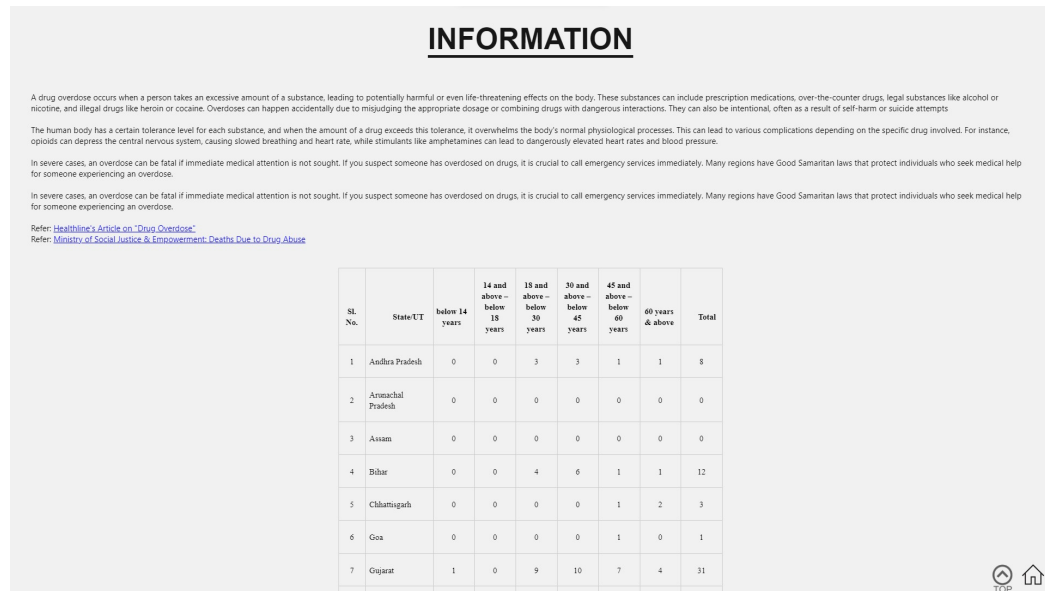 INFORMATION
A drug overdose occurs when a person takes an excessive amount of a substance, leading to potentially harmful or even life-threatening effects on the body. These substances can include prescription medications, over-the-counter drugs, legal substances like alcohol or
nicotine, and illegal drugs like heroin or cocaine. Overdoses can happen accidentally due to misjudging the appropriate dosage or combining drugs with dangerous interactions. They can also be intentional, often as a result of self-harm or suicide attempts
The human body has a certain tolerance level for each substance, and when the amount of a drug exceeds this tolerance, it overwhelms the body's normal physiological processes. This can lead to various complications depending on the specific drug involved. For instance,
opioids can depress the central nervous system, causing slowed breathing and heart rate, while stimulants like amphetamines can lead to dangerously elevated heart rates and blood pressure.
In severe cases, an overdose can be fatal if immediate medical attention is not sought. If you suspect someone has overdosed on drugs, it is crucial to call emergency services immediately. Many regions have Good Samaritan laws that protect individuals who seek medical help
for someone experiencing an overdose.
In severe cases, an overdose can be fatal if immediate medical attention is not sought. If you suspect someone has overdosed on drugs, it is crucial to call emergency services immediately. Many regions have Good Samaritan laws that protect individuals who seek medical help
for someone experiencing an overdose.
Refer: Healthline's Article on "Drug Overdose"
Refer: Ministry of Social Justice & Empowerment: Deaths Due to Drug Abuse
Sl. No. State/UT below 14 years 14 and above – below 18 years 18 and above – below 30 years 30 and above – below 45 years 45 and above – below 60 years 60 years & above Total
1 Andhra Pradesh 0 0 3 3 1 1 8
2 Arunachal Pradesh 0 0 0 0 0 0 0
3 Assam 0 0 0 0 0 0 0
4 Bihar 0 0 4 6 1 1 12
5 Chhattisgarh 0 0 0 0 1 2 3
6 Goa 0 0 0 0 1 0 1
7 Gujarat 1 0 9 10 7 4 31
TOP